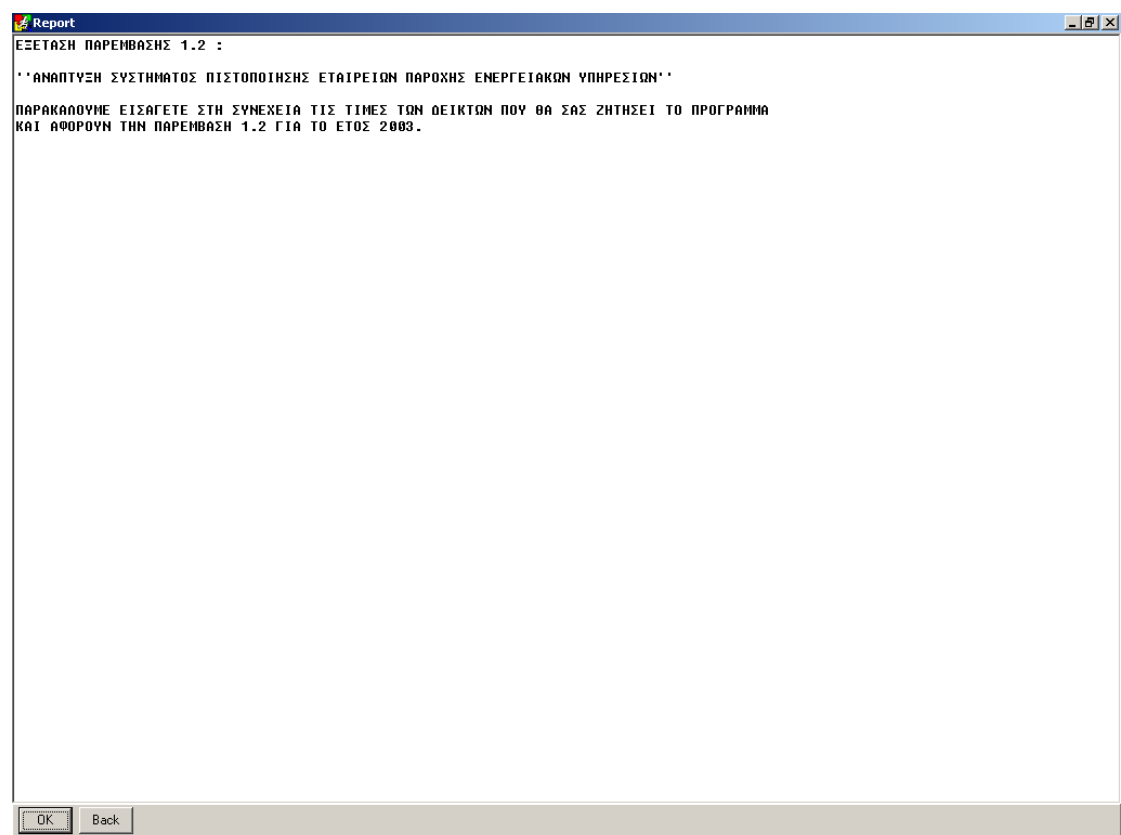 Report
ΕΞΕΤΑΣΗ ΠΑΡΕΜΒΑΣΗΣ 1.2 :
''ΑΝΑΠΤΥΞΗ ΣΥΣΤΗΜΑΤΟΣ ΠΙΣΤΟΠΟΙΗΣΗΣ ΕΤΑΙΡΕΙΩΝ ΠΑΡΟΧΗΣ ΕΝΕΡΓΕΙΑΚΩΝ ΥΠΗΡΕΣΙΩΝ''
ΠΑΡΑΚΑΛΟΥΜΕ ΕΙΣΑΓΕΤΕ ΣΤΗ ΣΥΝΕΧΕΙΑ ΤΙΣ ΤΙΜΕΣ ΤΩΝ ΔΕΙΚΤΩΝ ΠΟΥ ΘΑ ΣΑΣ ΖΗΤΗΣΕΙ ΤΟ ΠΡΟΓΡΑΜΜΑ
ΚΑΙ ΑΦΟΡΟΥΝ ΤΗΝ ΠΑΡΕΜΒΑΣΗ 1.2 ΓΙΑ ΤΟ ΕΤΟΣ 2003.
OK Back